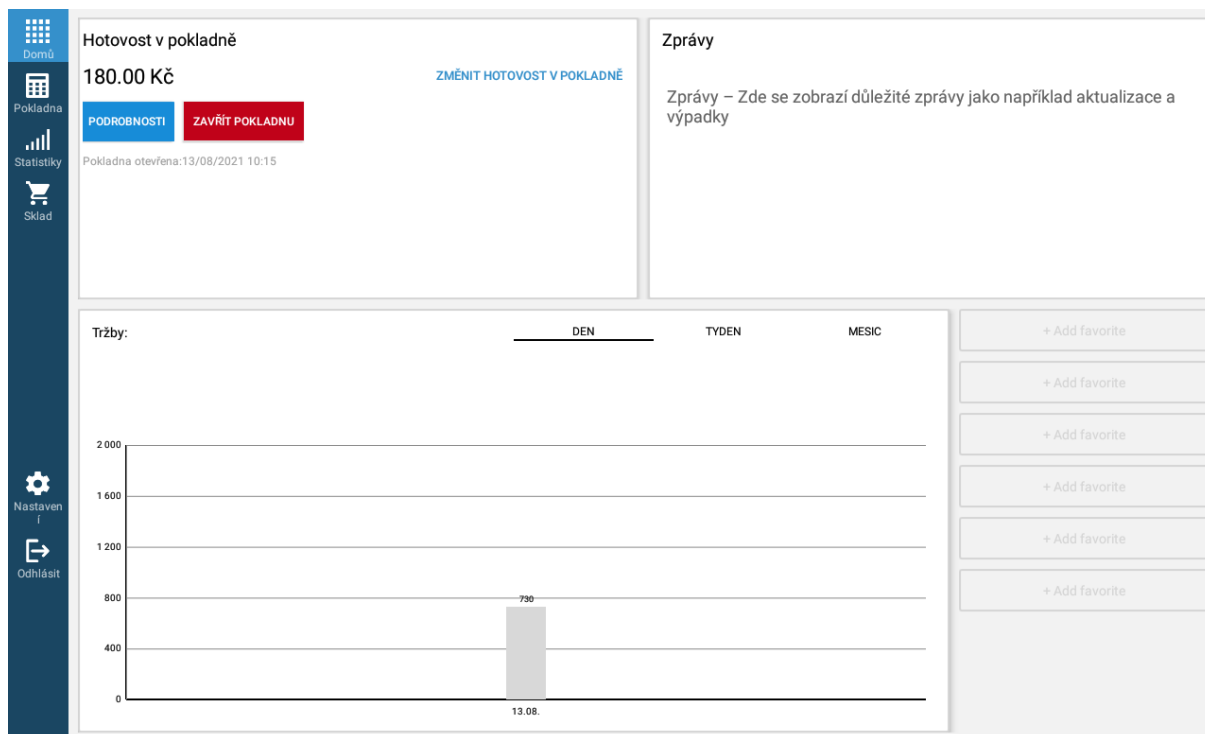 Domů
Pokladna
Statistiky
Sklad
Nastaven
í
Odhlásit
Hotovost v pokladně
180.00 Kč
ZMĚNIT HOTOVOST V POKLADNĚ
PODROBNOSTI
ZAVŘÍT POKLADNU
Pokladna otevřena:13/08/2021 10:15
Zprávy
Zprávy – Zde se zobrazí důležité zprávy jako například aktualizace a
výpadky
Tržby:
DEN
TYDEN
MESIC
2 000
1 600
1 200
800
400
0
730
13.08.
+ Add favorite
+ Add favorite
+ Add favorite
+ Add favorite
+ Add favorite
+ Add favorite